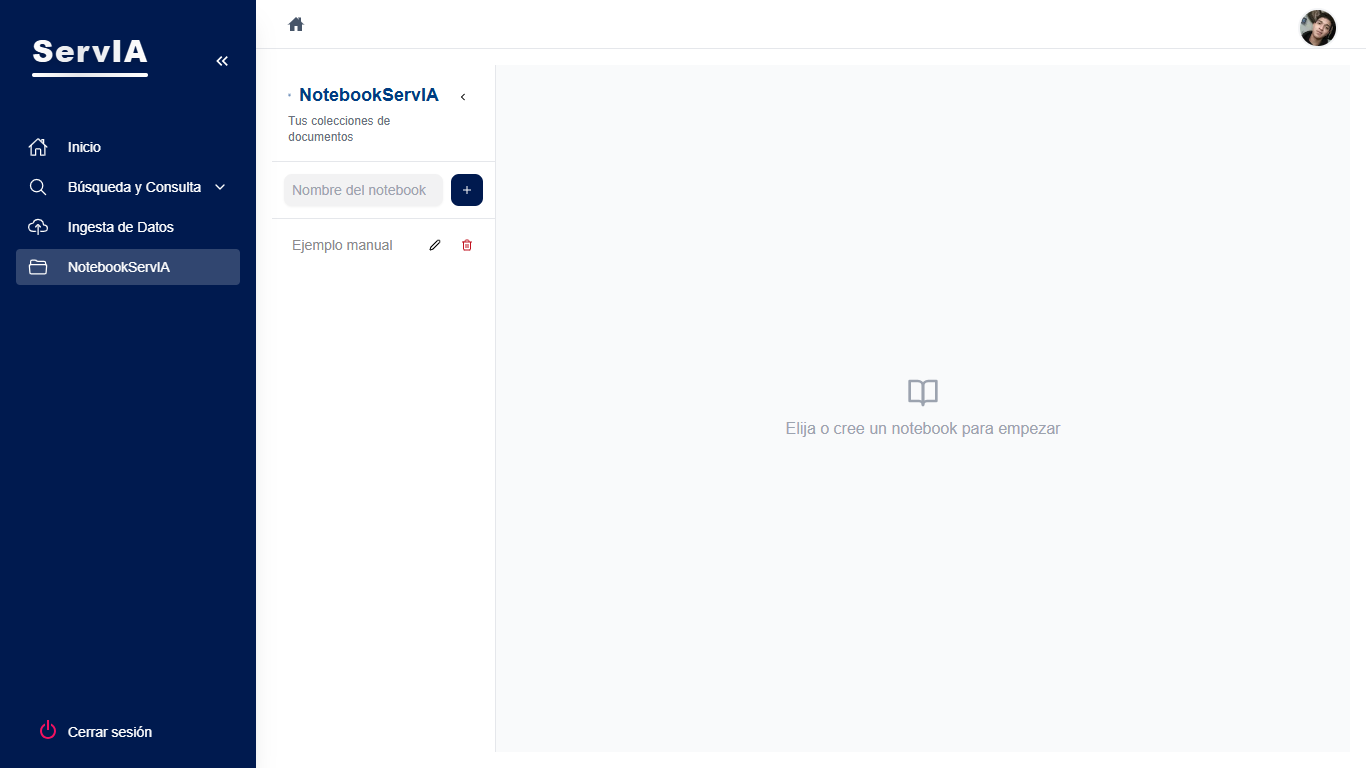 ServIA
Inicio
Búsqueda y Consulta
Ingesta de Datos
NotebookServIA
Cerrar sesión
NotebookServIA
Tus colecciones de
documentos
Nombre del notebook
Ejemplo manual
Elija o cree un notebook para empezar